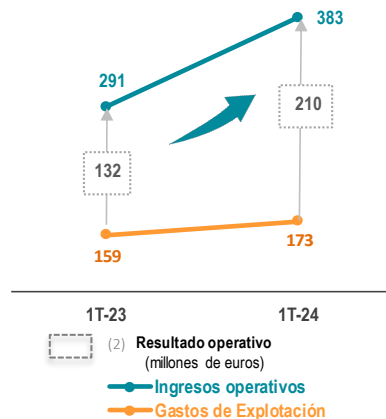 383
291
210
132
173
159
1T-23 1T-24
(2) Resultado operativo
(millones de euros)
Ingresos operativos
Gastos de Explotación